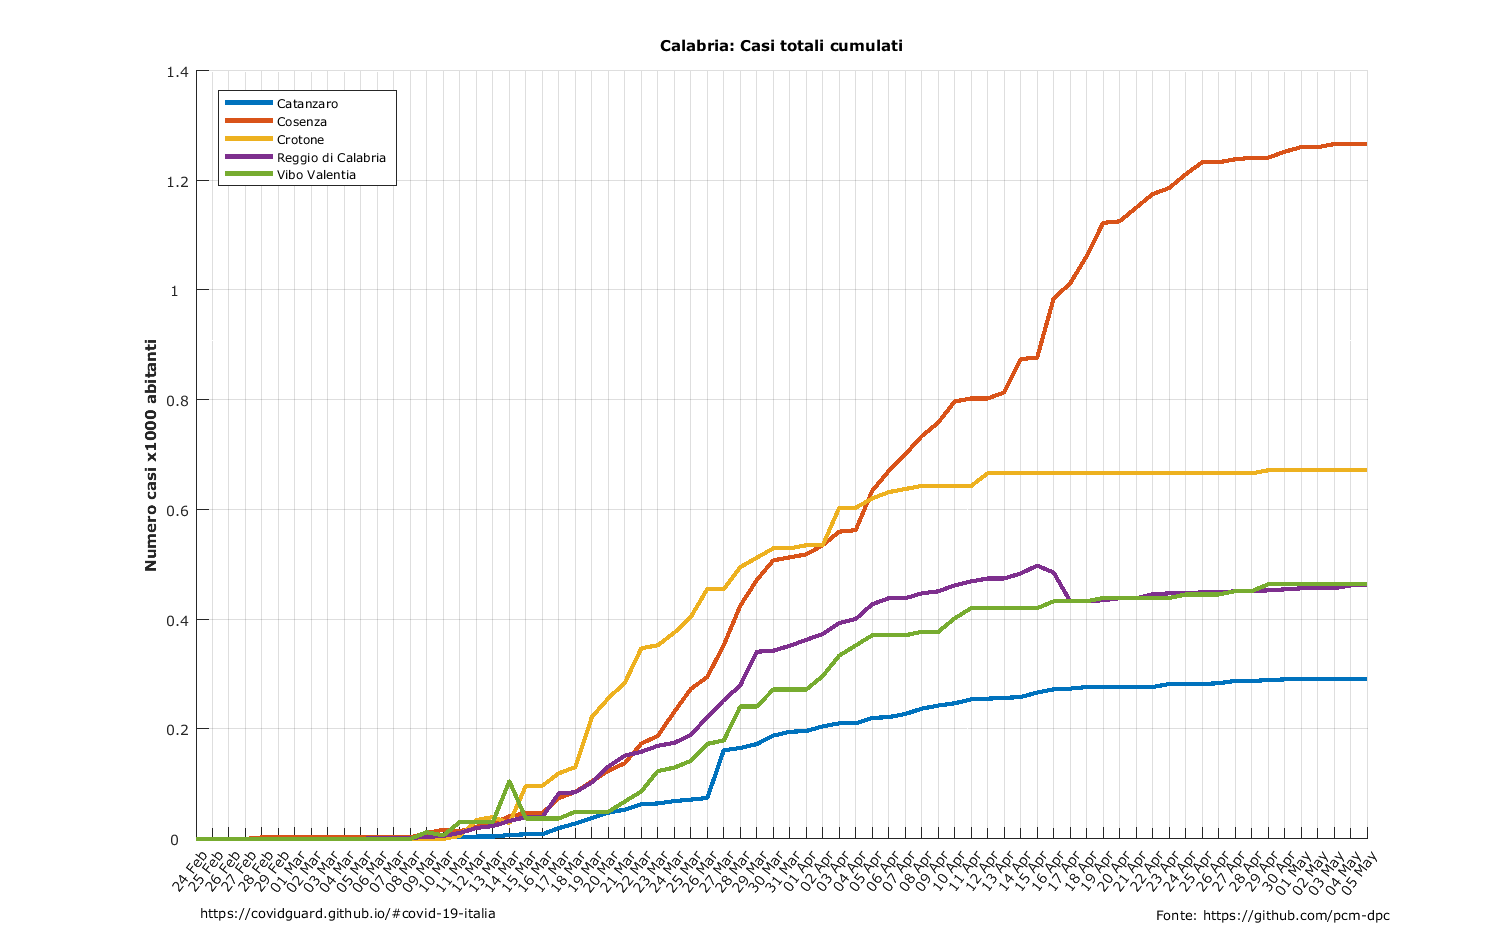 Calabria: Casi totali cumulati
Catanzaro
Cosenza
Crotone
Reggio di Calabria
Vibo Valentia
Numero casi x1000 abitanti
1.4
1.2
1
0.8
0.6
0.4
0.2
0
24 Feb
25 Feb
26 Feb
27 Feb
28 Feb
29 Feb
01 Mar
02 Mar
03 Mar
04 Mar
05 Mar
06 Mar
07 Mar
08 Mar
09 Mar
10 Mar
11 Mar
12 Mar
13 Mar
14 Mar
15 Mar
16 Mar
17 Mar
18 Mar
19 Mar
20 Mar
21 Mar
22 Mar
23 Mar
24 Mar
25 Mar
26 Mar
27 Mar
28 Mar
29 Mar
30 Mar
31 Mar
01 Apr
02 Apr
03 Apr
04 Apr
05 Apr
06 Apr
07 Apr
08 Apr
09 Apr
10 Apr
11 Apr
12 Apr
13 Apr
14 Apr
15 Apr
16 Apr
17 Apr
18 Apr
19 Apr
20 Apr
21 Apr
22 Apr
23 Apr
24 Apr
25 Apr
26 Apr
27 Apr
28 Apr
29 Apr
30 Apr
01 May
02 May
03 May
04 May
05 May
https://covidguard.github.io/#covid-19-italia
Fonte: https://github.com/pcm-dpc